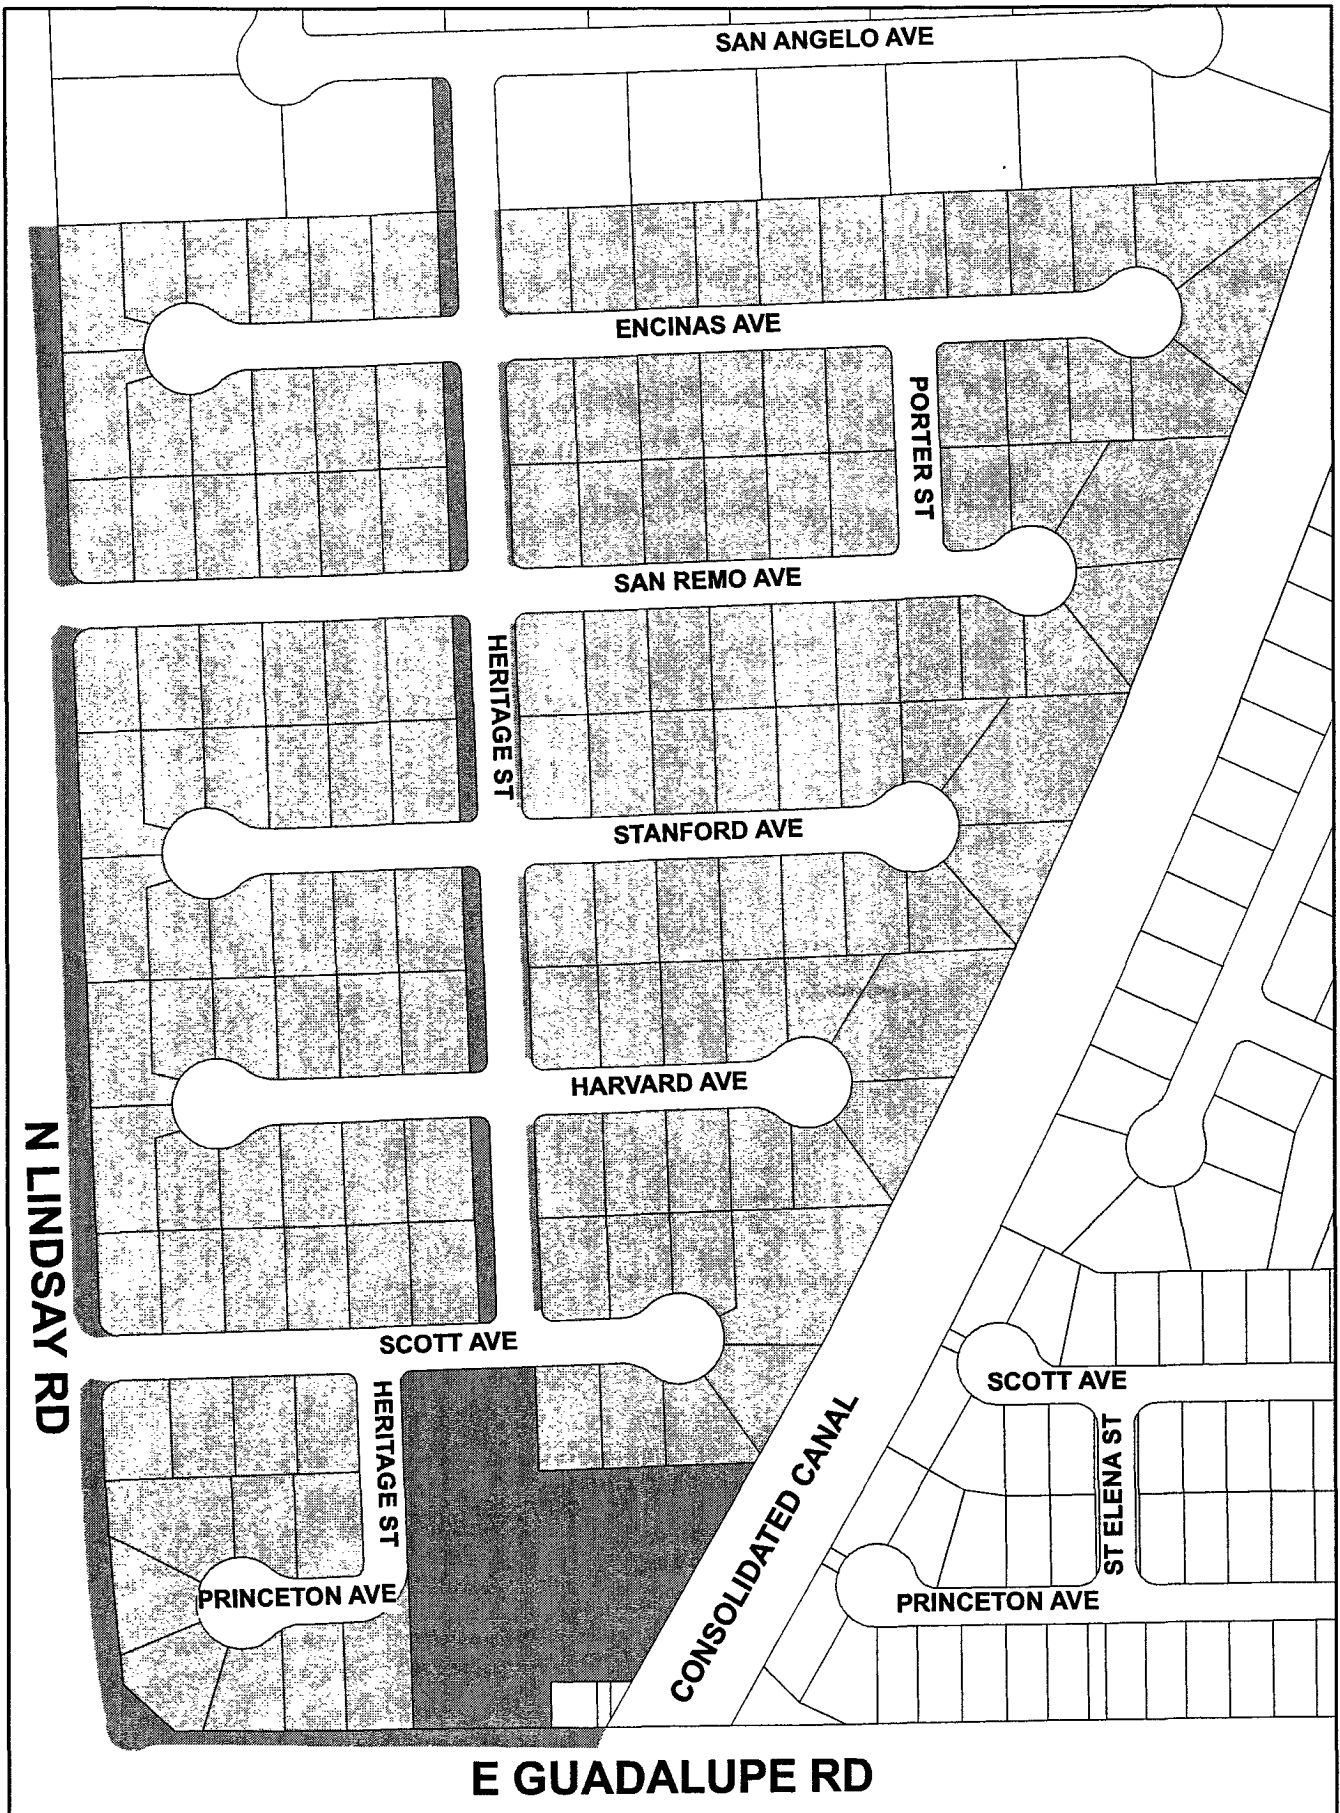 SAN ANGELO AVE
ENCINAS AVE
PORTER ST
SAN REMO AVE
HERITAGE ST
STANFORD AVE
HARVARD AVE
N LINDSAY RD
SCOTT AVE
SCOTT AVE
HERITAGE ST
ST ELENA ST
CONSOLIDATED CANAL
PRINCETON AVE
PRINCETON AVE
E GUADALUPE RD